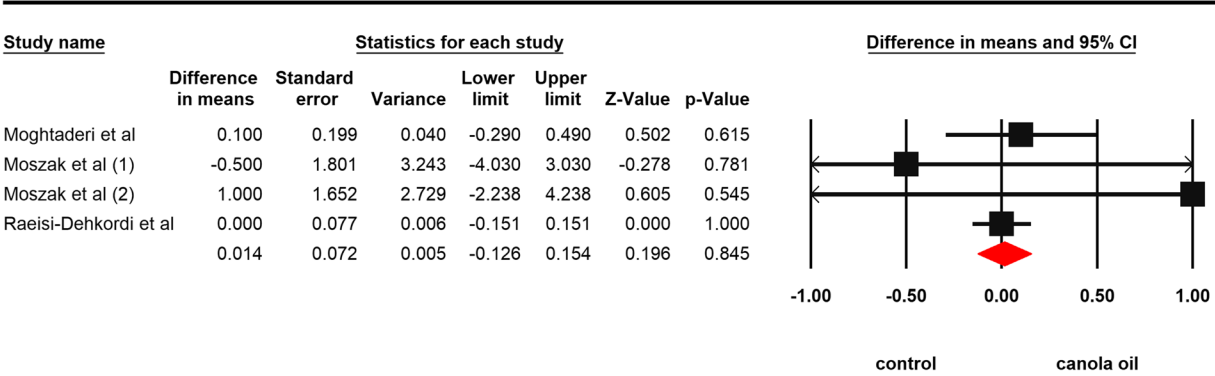 Study name Statistics for each study Difference in means and 95% CI
Difference Standard Lower Upper
in means error Variance limit limit Z-Value p-Value
Moghtaderi et al 0.100 0.199 0.040 -0.290 0.490 0.502 0.615
Moszak et al (1) -0.500 1.801 3.243 -4.030 3.030 -0.278 0.781
Moszak et al (2) 1.000 1.652 2.729 -2.238 4.238 0.605 0.545
Raeisi-Dehkordi et al 0.000 0.077 0.006 -0.151 0.151 0.000 1.000
0.014 0.072 0.005 -0.126 0.154 0.196 0.845
-1.00 -0.50 0.00 0.50 1.00
control canola oil